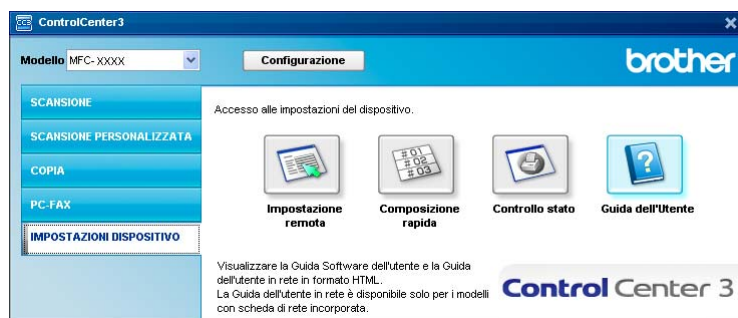 ControlCenter3
Modello MFC-XXXX
Configurazione
brother
SCANSIONE
SCANSIONE PERSONALIZZATA
COPIA
PC-FAX
IMPOSTAZIONI DISPOSITIVO
Accesso alle impostazioni del dispositivo.
#01
#02
#03
Impostazione
remota
Composizione
rapida
Controllo stato
Guida dell'Utente
Visualizzare la Guida Software dell'utente e la Guida
dell'utente in rete in formato HTML.
La Guida dell'utente in rete è disponibile solo per i modelli
con scheda di rete incorporata.
Control Center 3